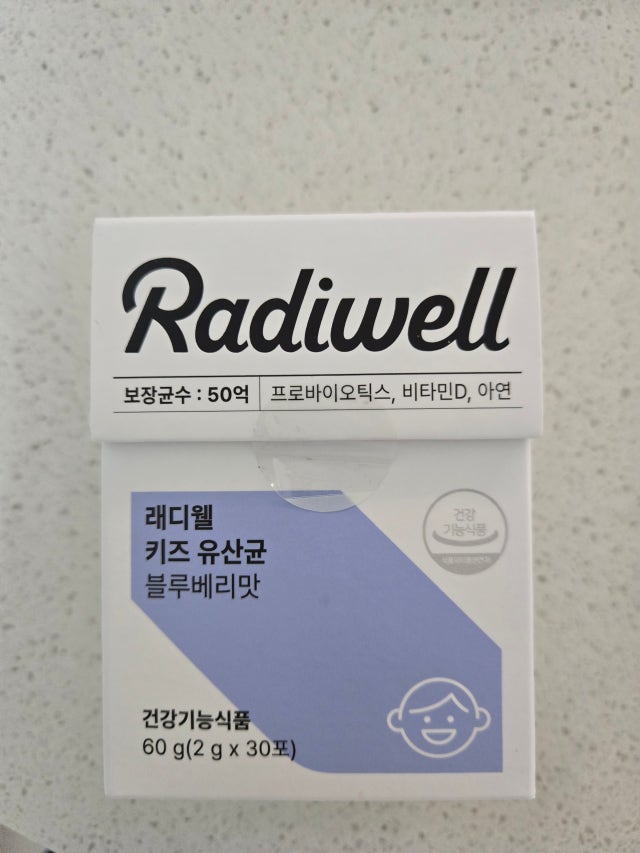 Radiwell
보장균수 : 50억 프로바이오틱스, 비타민D, 아연
래디웰
키즈 유산균
블루베리맛
건강
기능식품
건강기능식품
60 g(2 g x 30포)